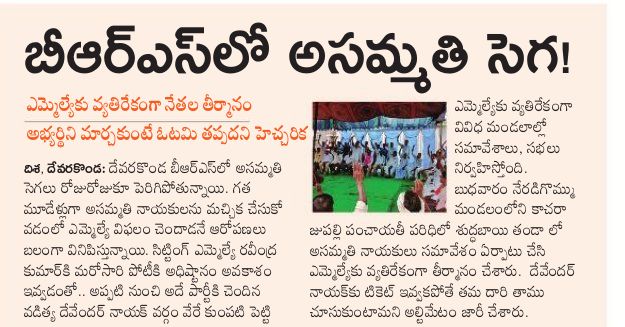 బీఆర్ఎస్‌లో అసమ్మతి సెగ!
ఎమ్మెల్యేకు వ్యతిరేకంగా నేతల తీర్మానం
అభ్యర్థిని మార్చకుంటే ఓటమి తప్పదని హెచ్చరిక
దిశ, దేవరకొండ: దేవరకొండ బీఆర్ఎస్‌లో అసమ్మతి
సెగలు రోజురోజుకూ పెరిగిపోతున్నాయి. గత
మూడేళ్లుగా అసమ్మతి నాయకులను మచ్చిక చేసుకో
వడంలో ఎమ్మెల్యే విఫలం చెందాడనే ఆరోపణలు
బలంగా వినిపిస్తున్నాయి. సిట్టింగ్ ఎమ్మెల్యే రవీంద్ర
కుమార్‌కి మరోసారి పోటీకి అధిష్టానం అవకాశం
ఇవ్వడంతో.. అప్పటి నుంచి అదే పార్టీకి చెందిన
వడిత్య దేవేందర్ నాయక్ వర్గం వేరే కుంపటి పెట్టి
ఎమ్మెల్యేకు వ్యతిరేకంగా
వివిధ మండలాల్లో
సమావేశాలు, సభలు
నిర్వహిస్తోంది.
బుధవారం నేరడిగొమ్ము
మండలంలోని కాచరా
జుపల్లి పంచాయతీ పరిధిలో శుద్ధబాయి తండా లో
అసమ్మతి నాయకులు సమావేశం ఏర్పాటు చేసి
ఎమ్మెల్యేకు వ్యతిరేకంగా తీర్మానం చేశారు. దేవేందర్
నాయక్‌కు టికెట్ ఇవ్వకపోతే తమ దారి తాము
చూసుకుంటామని అల్టిమేటం జారీ చేశారు.